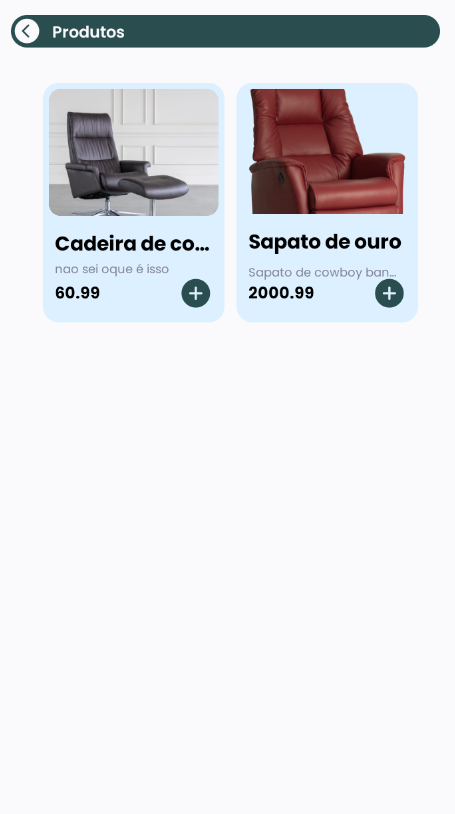 Produtos
Cadeira de co...
nao sei oque é isso
60.99
Sapato de ouro
Sapato de cowboy ban...
2000.99